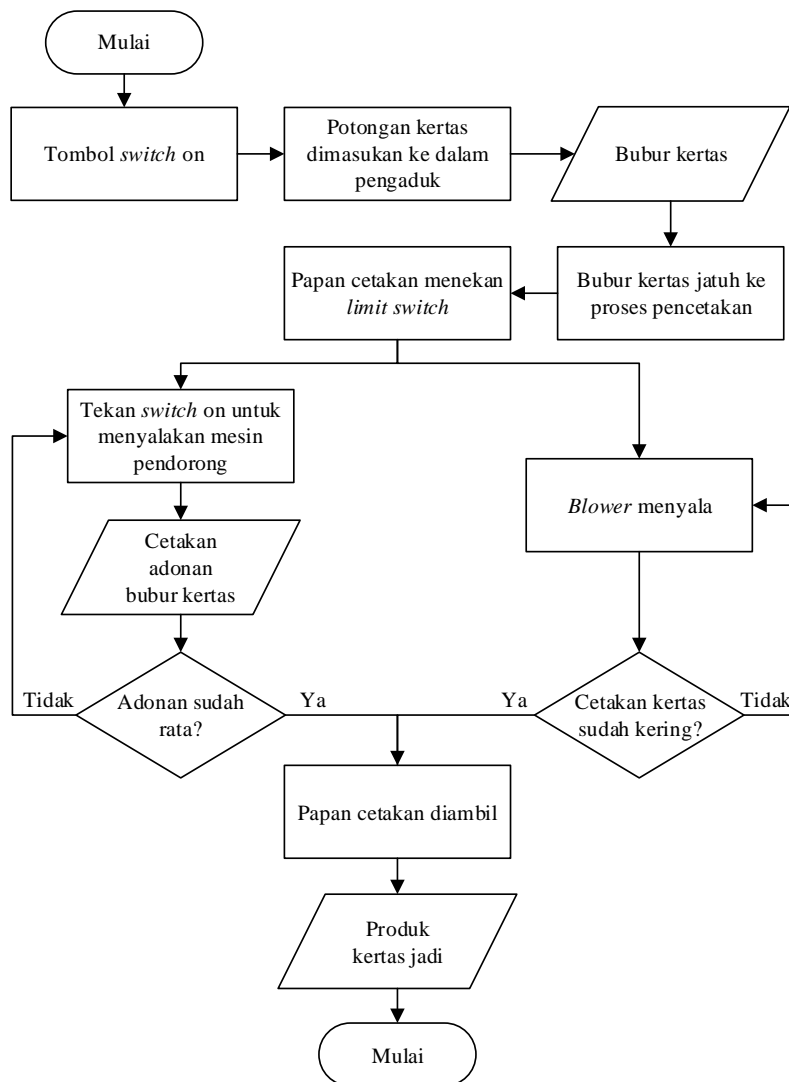 Mulai
Tombol switch on
Potongan kertas
dimasukan ke dalam
pengaduk
Bubur kertas
Papan cetakan menekan
limit switch
Bubur kertas jatuh ke
proses pencetakan
Tekan switch on untuk
menyalakan mesin
pendorong
Blower menyala
Cetakan
adonan
bubur kertas
Tidak
Adonan sudah
rata?
Ya
Ya
Cetakan kertas
sudah kering?
Tidak
Papan cetakan diambil
Produk
kertas jadi
Mulai